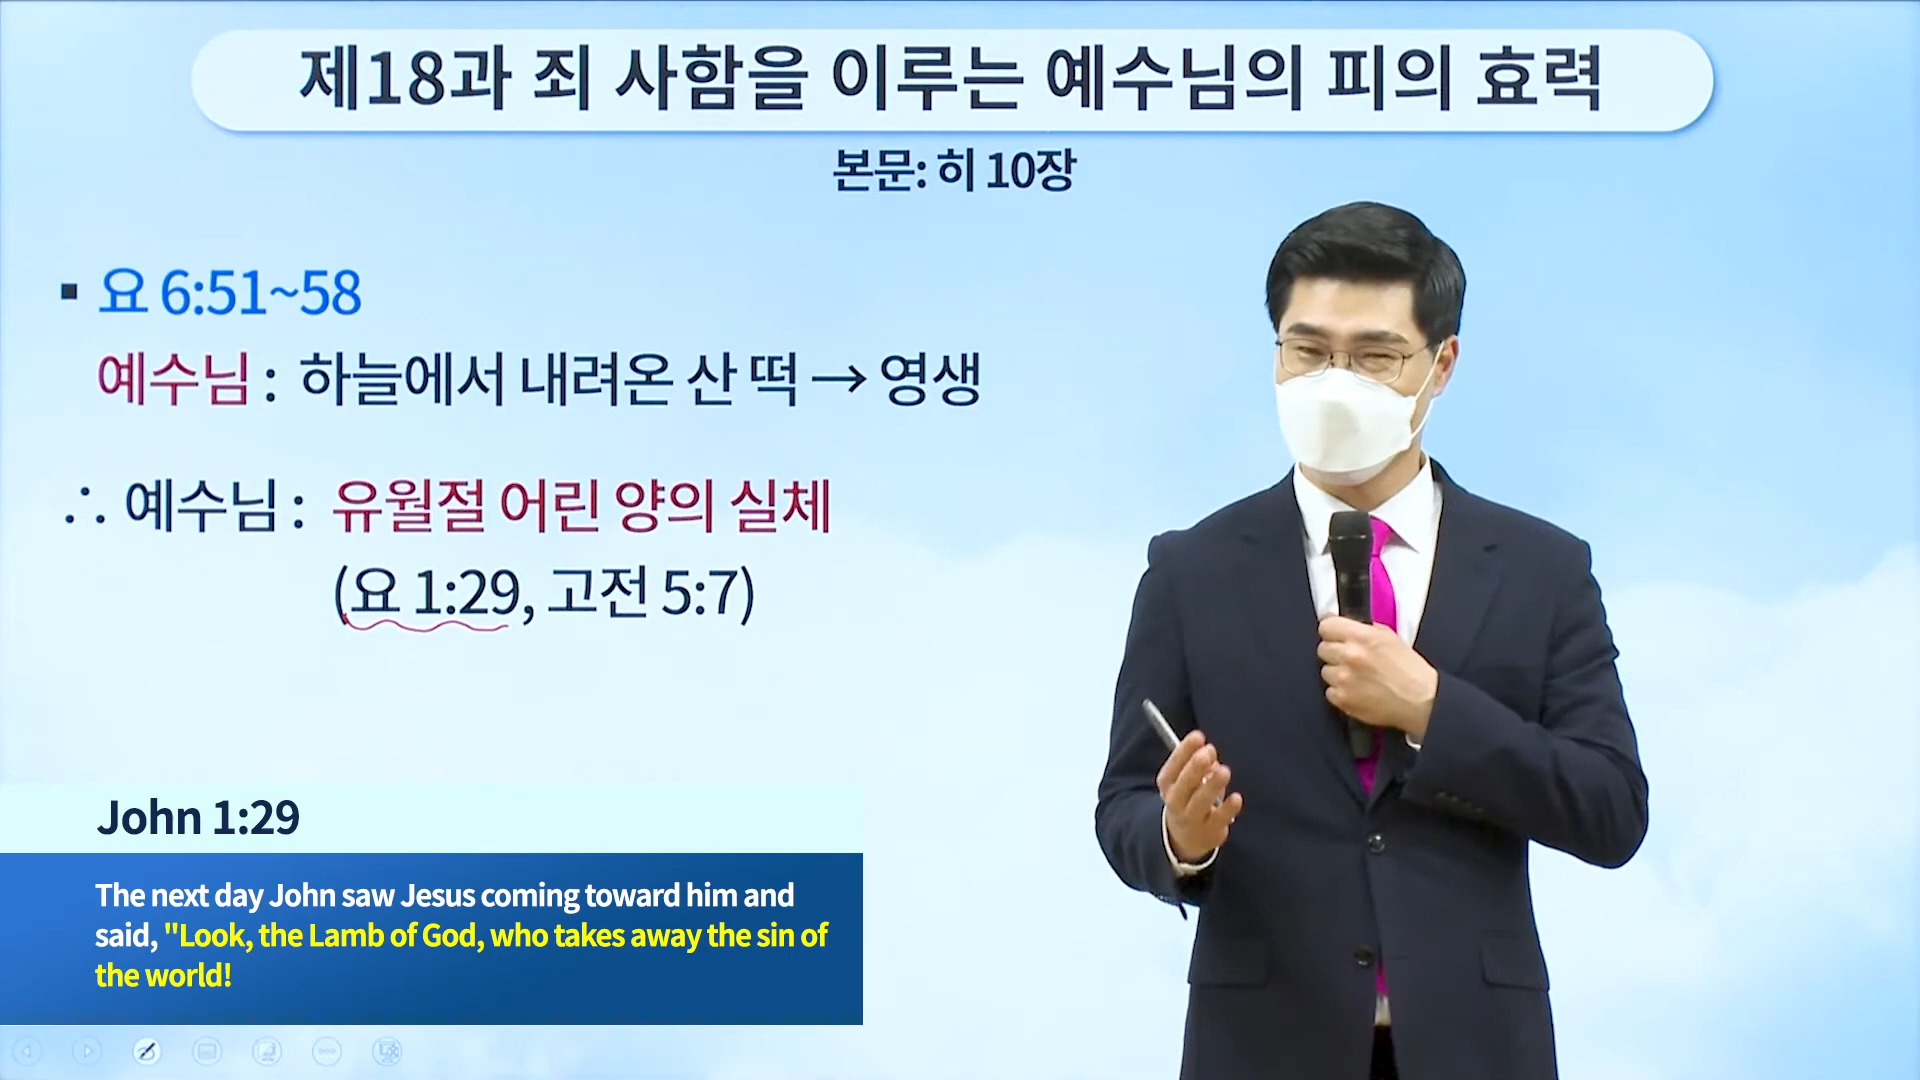 제18과 죄 사함을 이루는 예수님의 피의 효력
본문: 히 10장
▪ 요 6:51~58
예수님 : 하늘에서 내려온 산 떡 → 영생
∴ 예수님 : 유월절 어린 양의 실체
(요 1:29, 고전 5:7)
John 1:29
The next day John saw Jesus coming toward him and
said, "Look, the Lamb of God, who takes away the sin of
the world!